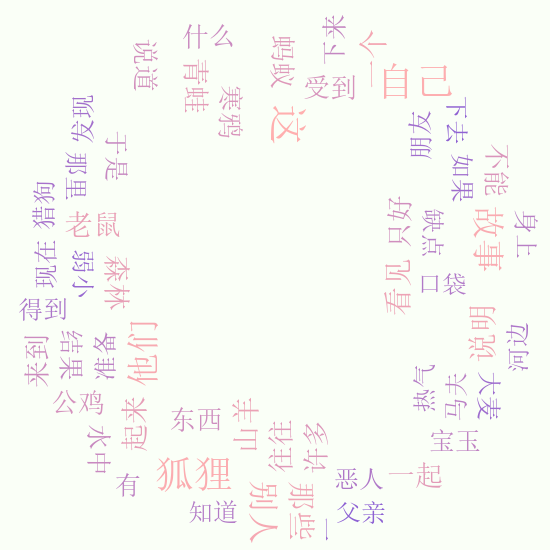 什么
说道
青蛙
寒鸦
蚂蚁
下来
一个
受到
自己
这
朋友
下去
如果
不能
发现
那里
于是
猎狗
老鼠
现在
弱小
森林
得到
只好
缺点
故事
身上
看见
口袋
说明
河边
来到
结果
准备
他们
热气
马夫
大麦
公鸡
起来
水中
东西
山羊
往往
许多
宝玉
有
狐狸
恶人
一起
知道
别人
那些
一
父亲